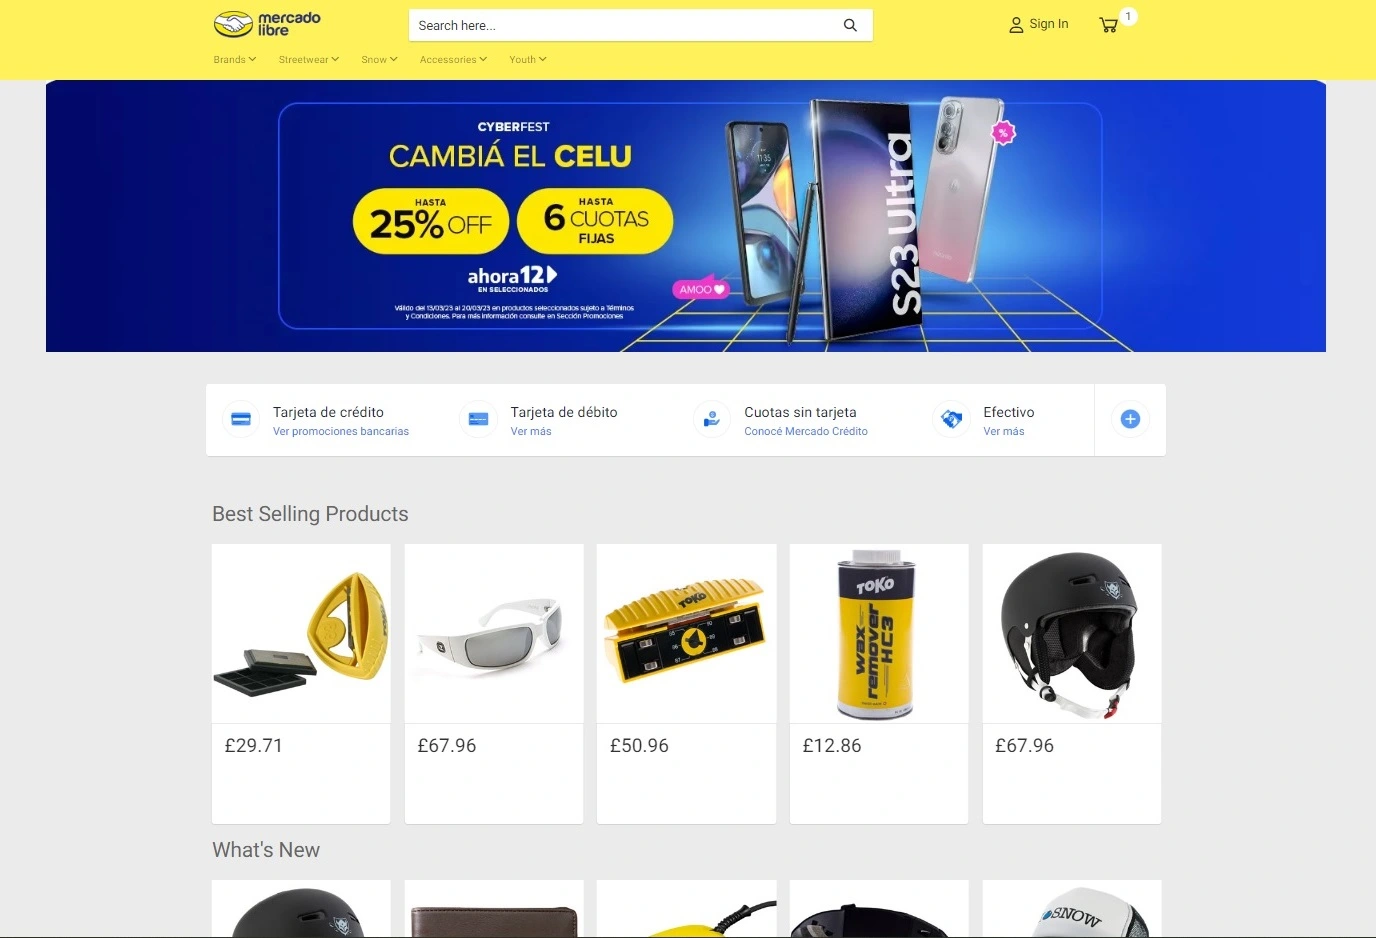 mercado
libre
Search here...
Sign In
1
Brands
Streetwear
Snow
Accessories
Youth
CYBERFEST
CAMBIÁ EL CELU
HASTA
25% OFF
HASTA
6 CUOTAS
FIJAS
ahora12
EN SELECCIONADOS
Válido del 13/03/23 al 20/03/23 en productos seleccionados sujeto a Términos
y Condiciones. Para más información consulte en Sección Promociones
AMOO
S23 Ultra
%
Tarjeta de crédito
Ver promociones bancarias
Tarjeta de débito
Ver más
Cuotas sin tarjeta
Conocé Mercado Crédito
Efectivo
Ver más
Best Selling Products
TOKO
TOKO
wax
remover
HC3
£29.71
£67.96
£50.96
£12.86
£67.96
What's New
SNOW